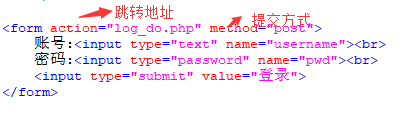 跳转地址
提交方式
<form action="log_do.php" method="post">
账号:<input type="text" name="username"><br>
密码:<input type="password" name="pwd"><br>
<input type="submit" value="登录">
</form>